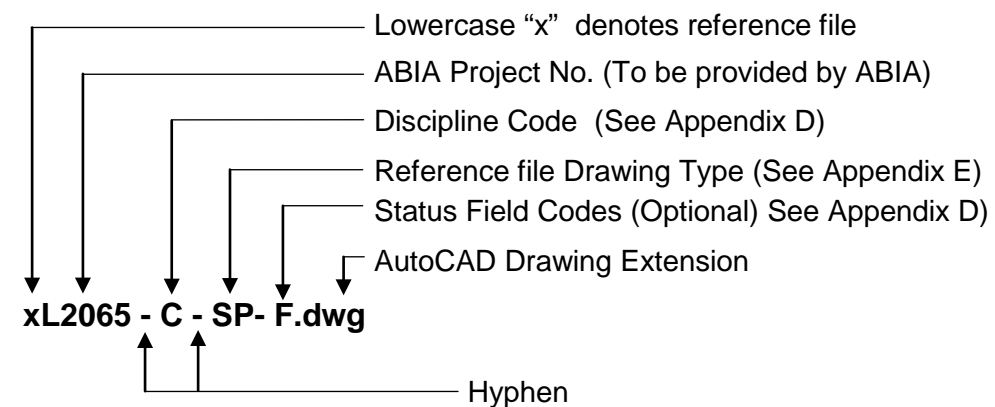 Lowercase “x” denotes reference file
ABIA Project No. (To be provided by ABIA)
Discipline Code (See Appendix D)
Reference file Drawing Type (See Appendix E)
Status Field Codes (Optional) See Appendix D)
AutoCAD Drawing Extension
xL2065 - C - SP- F.dwg
Hyphen